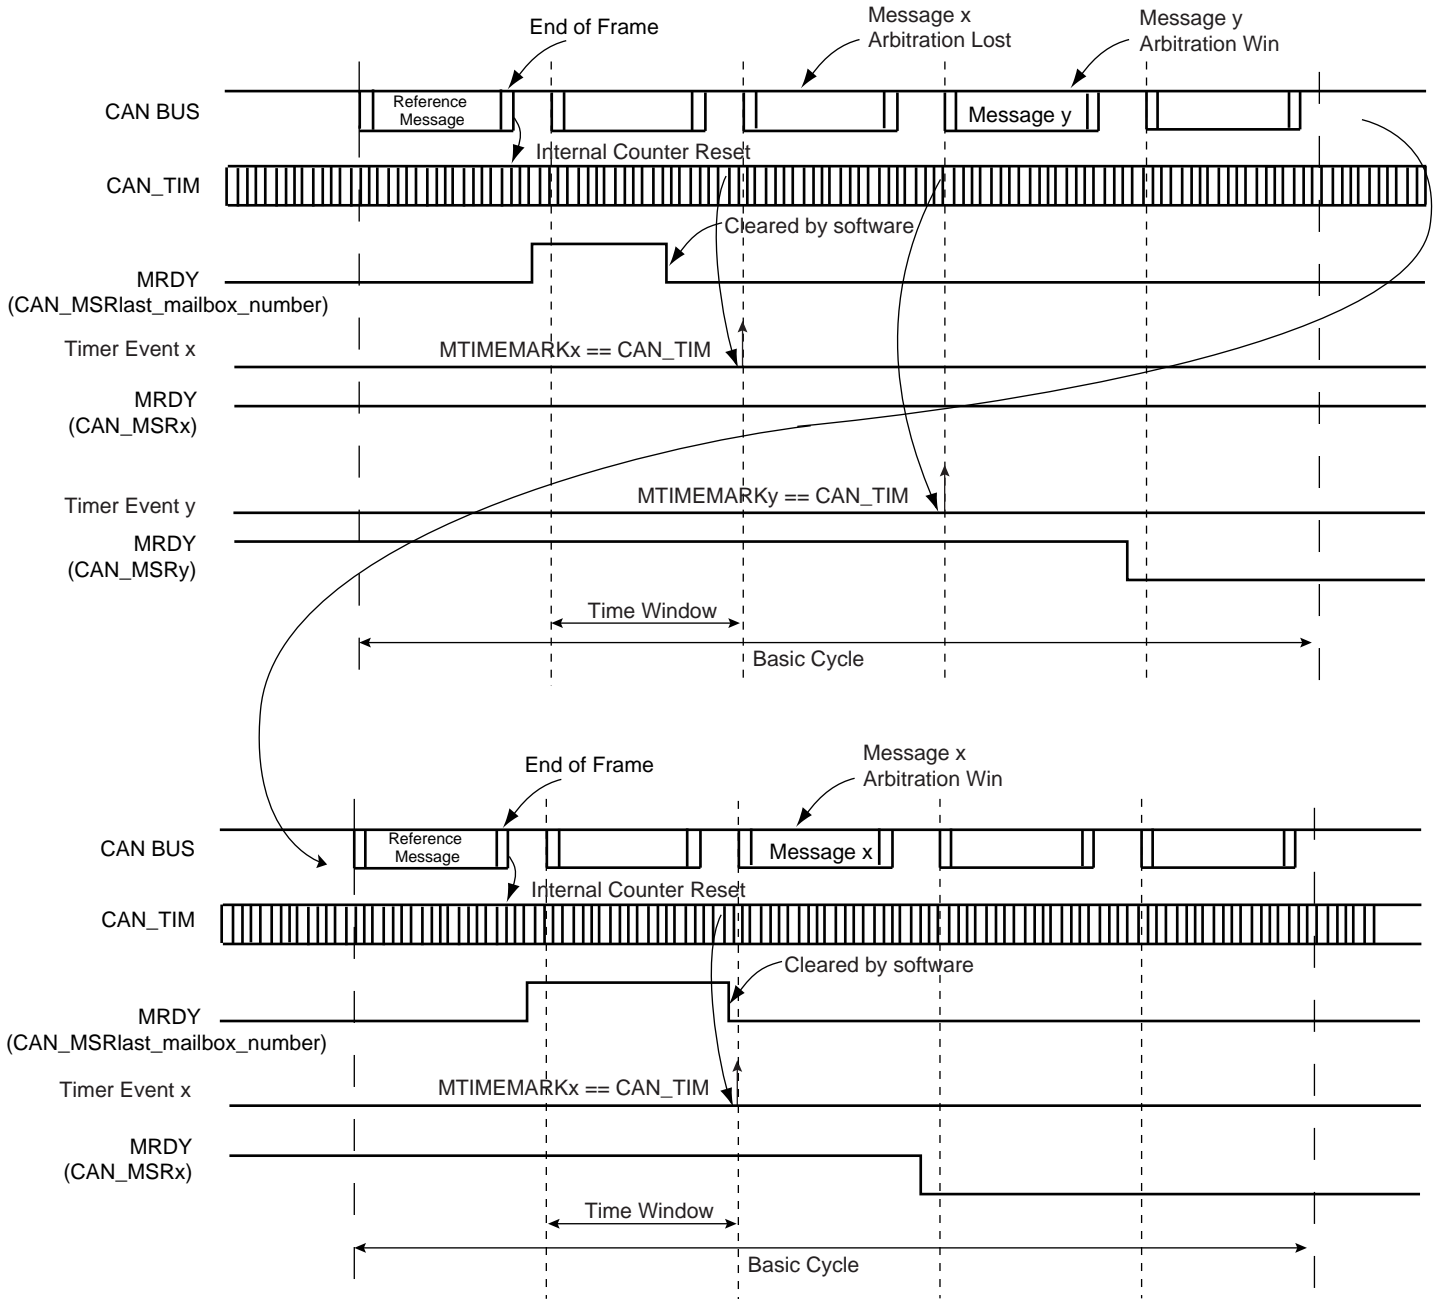 End of Frame
Message x
Arbitration Lost
Message y
Arbitration Win
CAN BUS
Reference
Message
Message y
Internal Counter Reset
CAN_TIM
Cleared by software
MRDY
(CAN_MSRlast_mailbox_number)
Timer Event x
MTIMEMARKx == CAN_TIM
MRDY
(CAN_MSRx)
Timer Event y
MTIMEMARKy == CAN_TIM
MRDY
(CAN_MSRy)
Time Window
Basic Cycle
End of Frame
Message x
Arbitration Win
CAN BUS
Reference
Message
Message x
Internal Counter Reset
CAN_TIM
Cleared by software
MRDY
(CAN_MSRlast_mailbox_number)
Timer Event x
MTIMEMARKx == CAN_TIM
MRDY
(CAN_MSRx)
Time Window
Basic Cycle